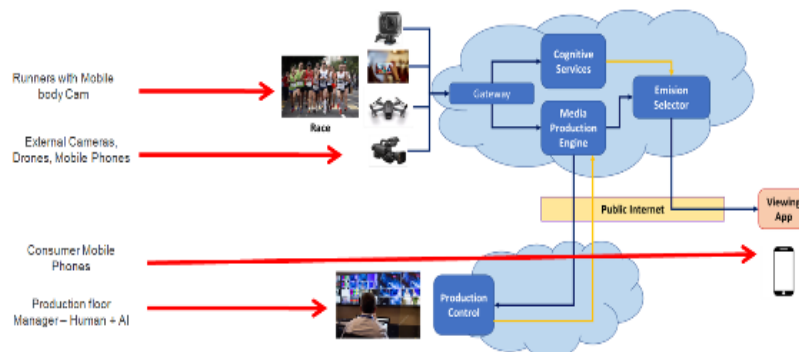 Runners with Mobile
body Cam
External Cameras,
Drones, Mobile Phones
Consumer Mobile
Phones
Production floor
Manager – Human + AI
Race
Gateway
Cognitive
Services
Media
Production
Engine
Emision
Selector
Public Internet
Viewing
App
Production
Control